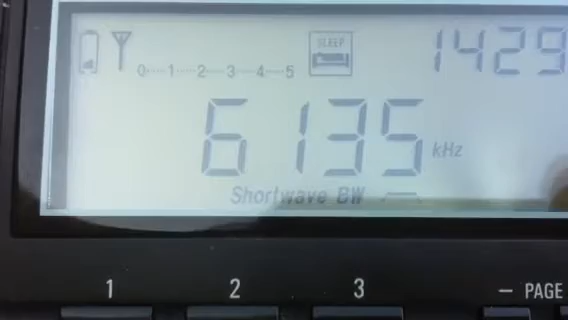 SLEEP
1429
0 1 2 3 4 5
6135 kHz
Shortwave BW
1 2 3 – PAGE